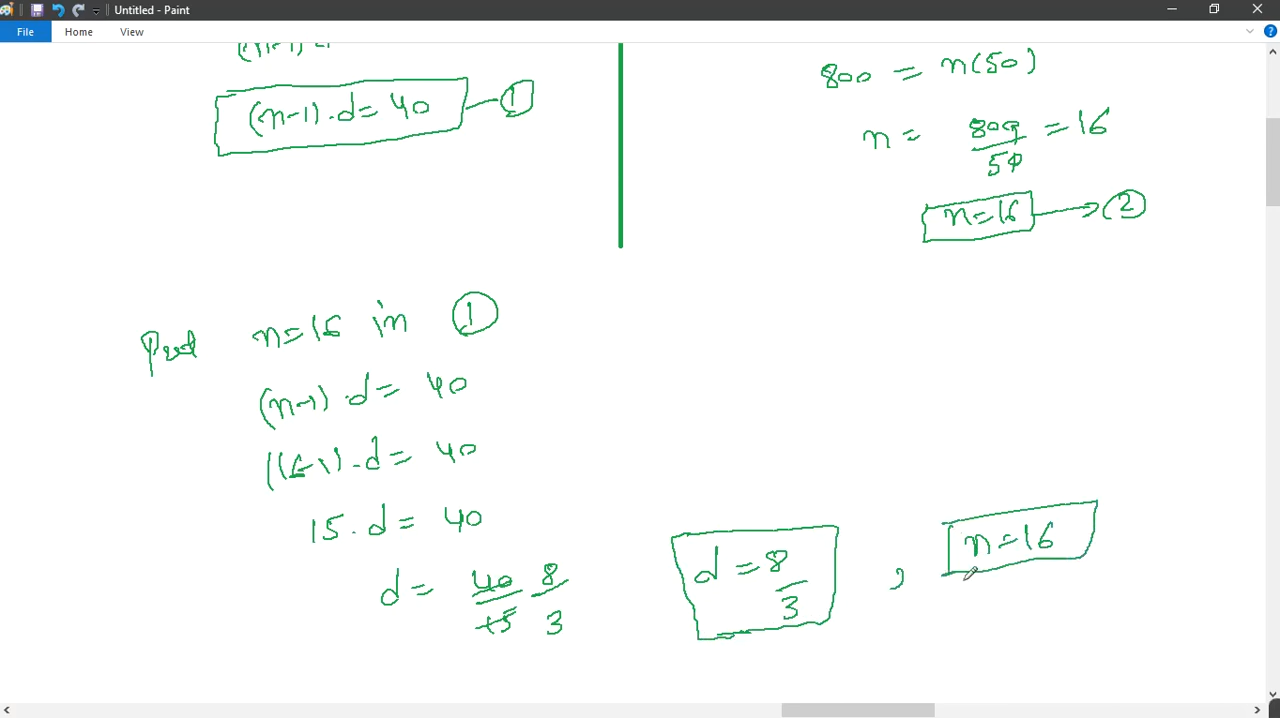 Untitled - Paint
File Home View
(n-1) d
(n-1) · d = 40 — 1
800 = n(50)
n = 800/50 = 16
n = 16 → 2
n = 16 in 1
(n-1) · d = 40
(16-1) · d = 40
15 · d = 40
d = 40/15 8/3
d = 8/3 , n = 16